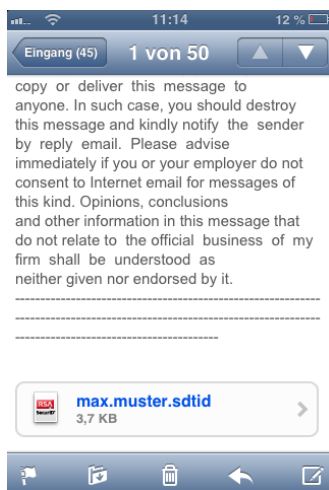 11:14 12 %
Eingang (45) 1 von 50
copy or deliver this message to
anyone. In such case, you should destroy
this message and kindly notify the sender
by reply email. Please advise
immediately if you or your employer do not
consent to Internet email for messages of
this kind. Opinions, conclusions
and other information in this message that
do not relate to the official business of my
firm shall be understood as
neither given nor endorsed by it.
-------------------------------------------------------------
-------------------------------------------------------------
----------------------------------------
RSA max.muster.sdtid
SecurID 3,7 KB